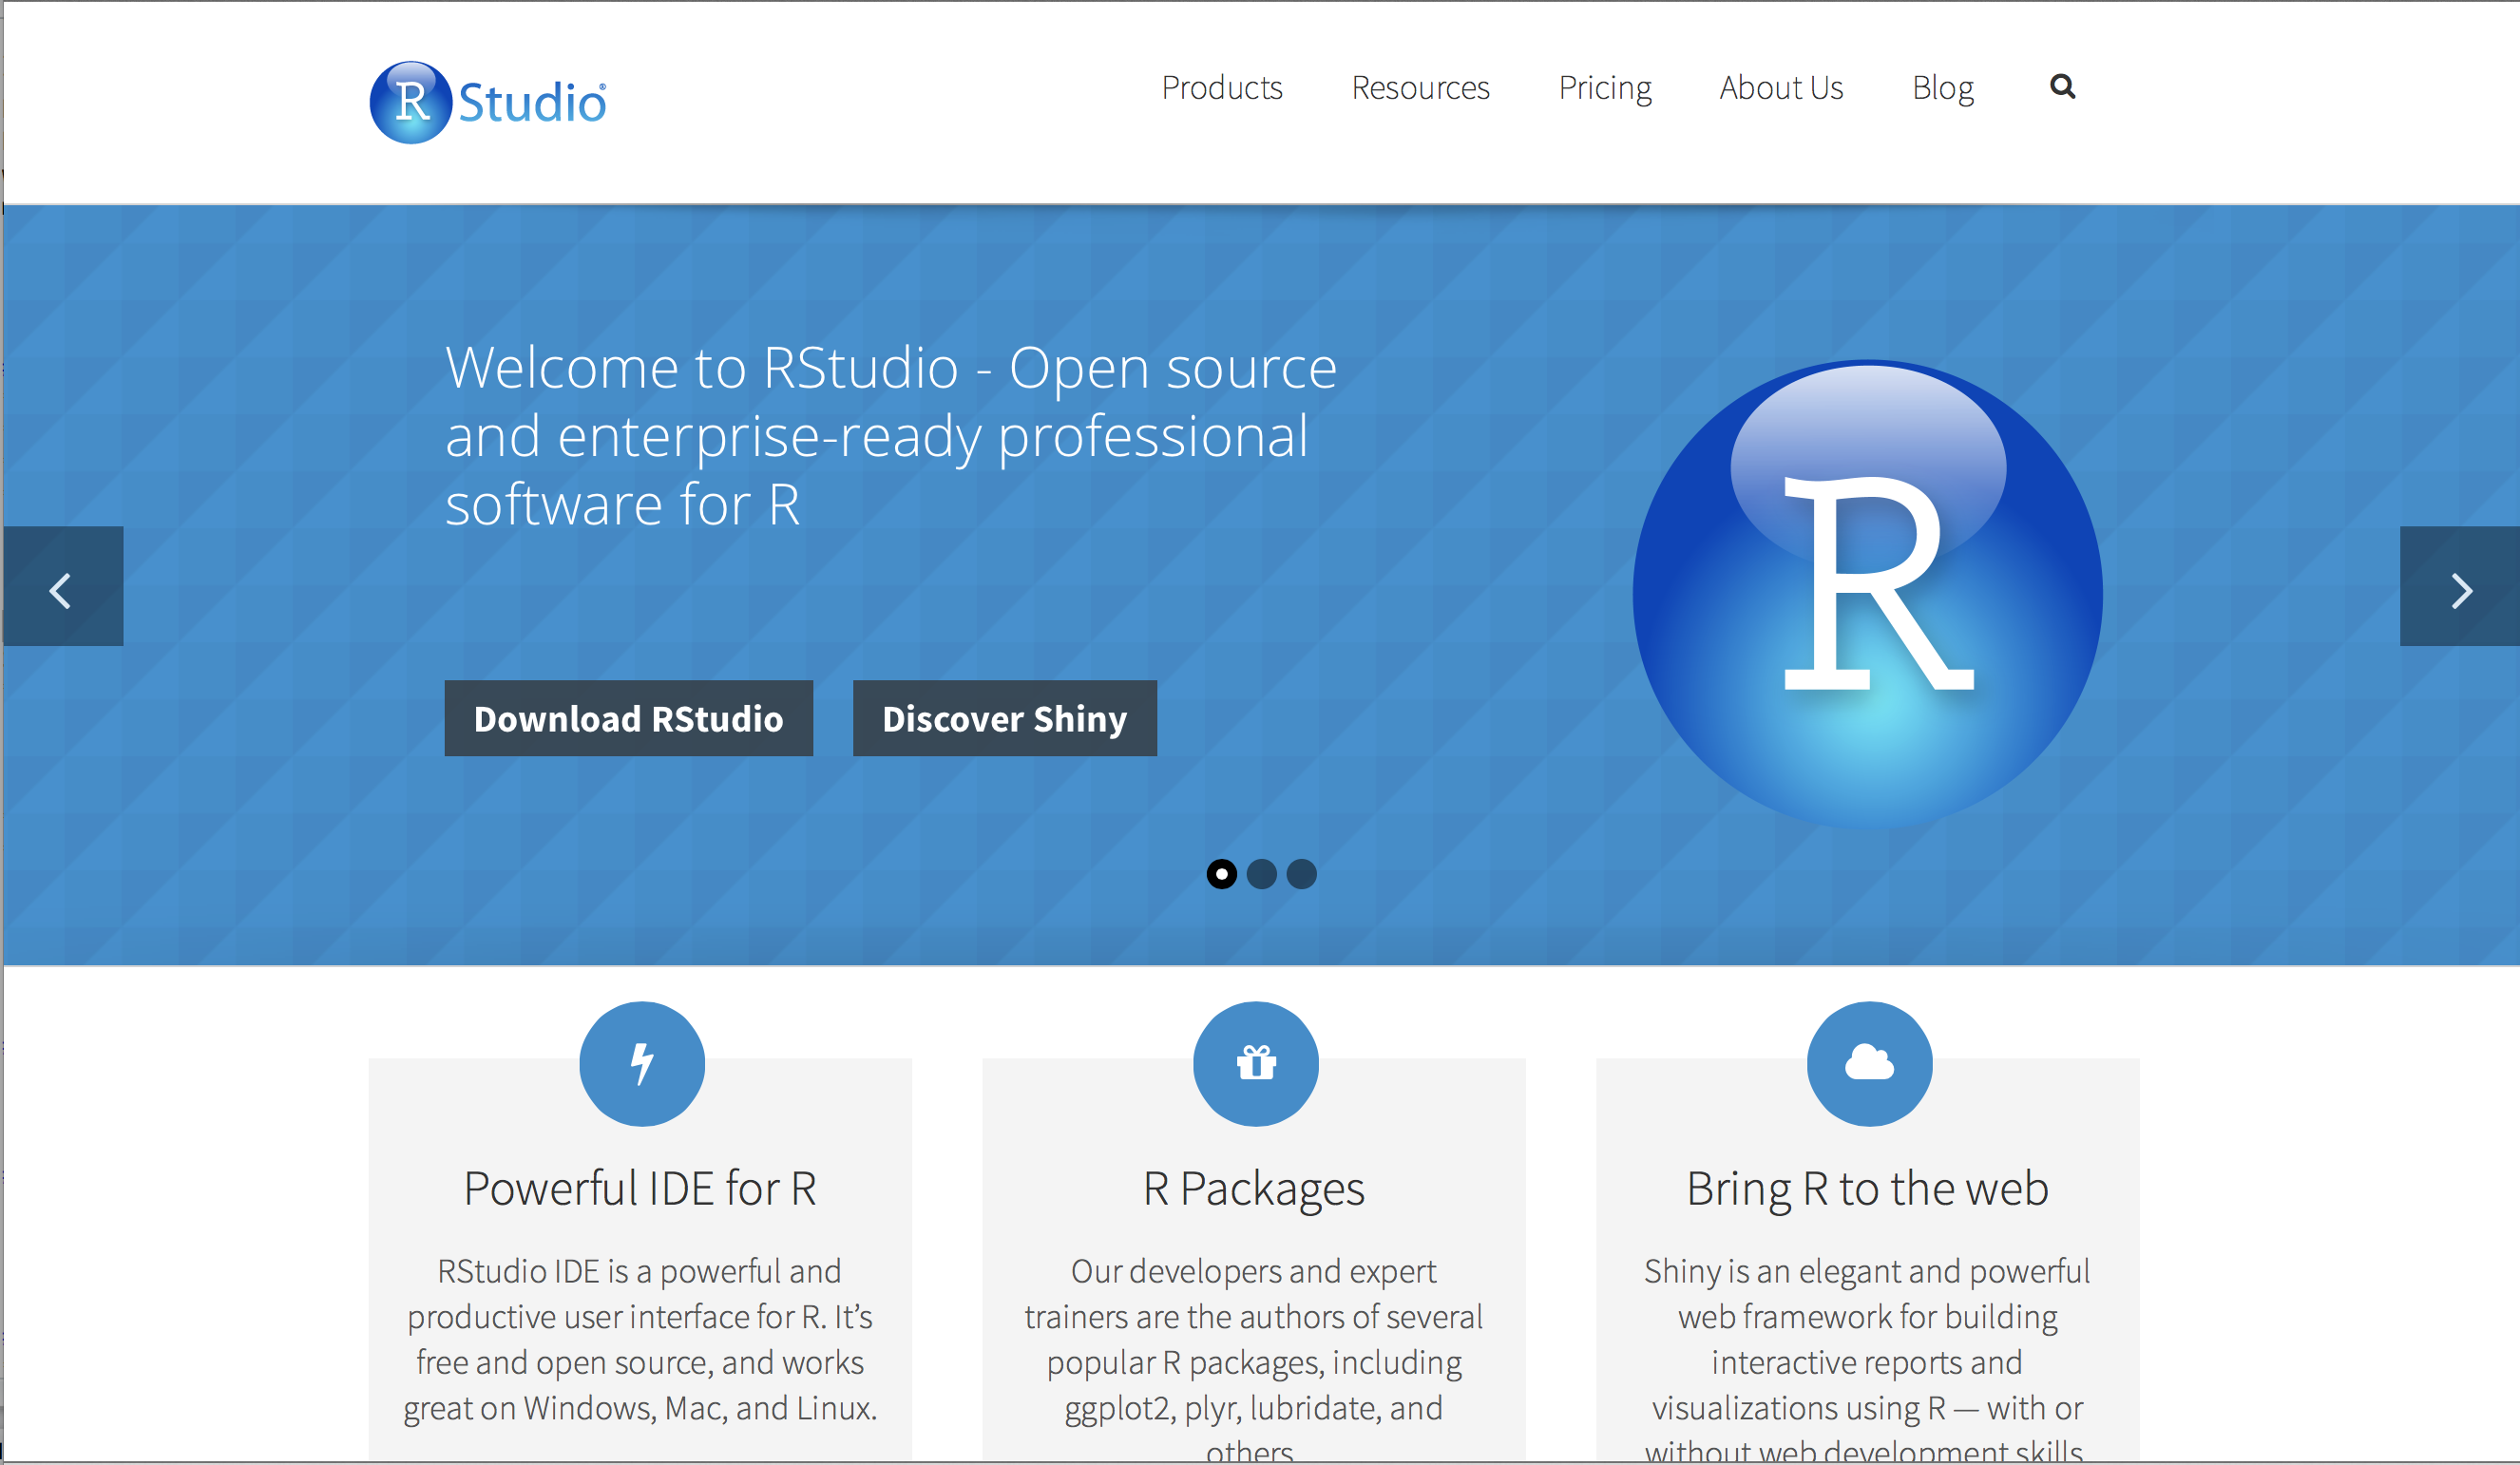 R Studio®
Products Resources Pricing About Us Blog
Welcome to RStudio - Open source
and enterprise-ready professional
software for R
R
Download RStudio Discover Shiny
Powerful IDE for R
RStudio IDE is a powerful and
productive user interface for R. It’s
free and open source, and works
great on Windows, Mac, and Linux.
R Packages
Our developers and expert
trainers are the authors of several
popular R packages, including
ggplot2, plyr, lubridate, and
others
Bring R to the web
Shiny is an elegant and powerful
web framework for building
interactive reports and
visualizations using R — with or
without web development skills